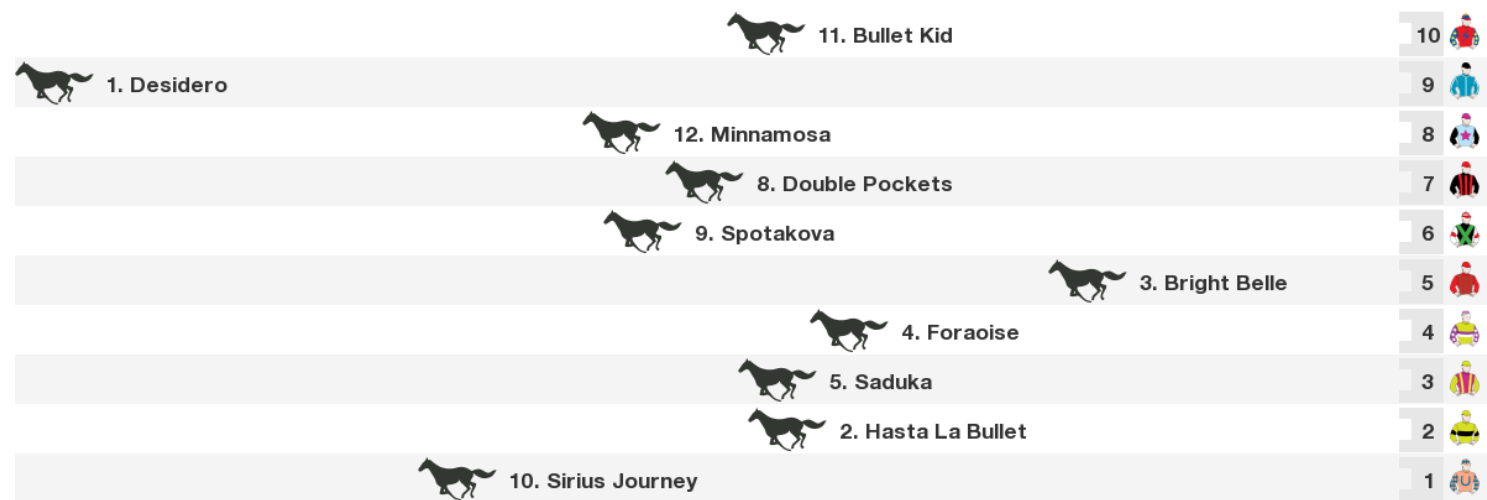 11. Bullet Kid 10
1. Desidero 9
12. Minnamosa 8
8. Double Pockets 7
9. Spotakova 6
3. Bright Belle 5
4. Foraoise 4
5. Saduka 3
2. Hasta La Bullet 2
10. Sirius Journey 1